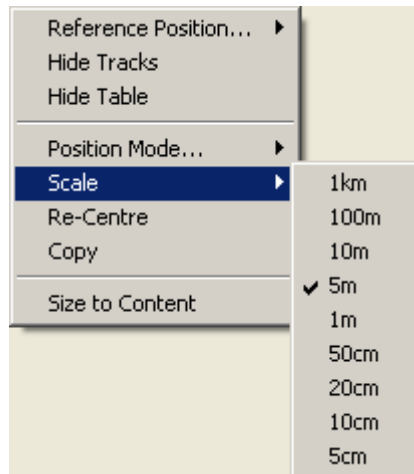 Reference Position...
Hide Tracks
Hide Table
Position Mode...
Scale
Re-Centre
Copy
Size to Content
1km
100m
10m
5m
1m
50cm
20cm
10cm
5cm